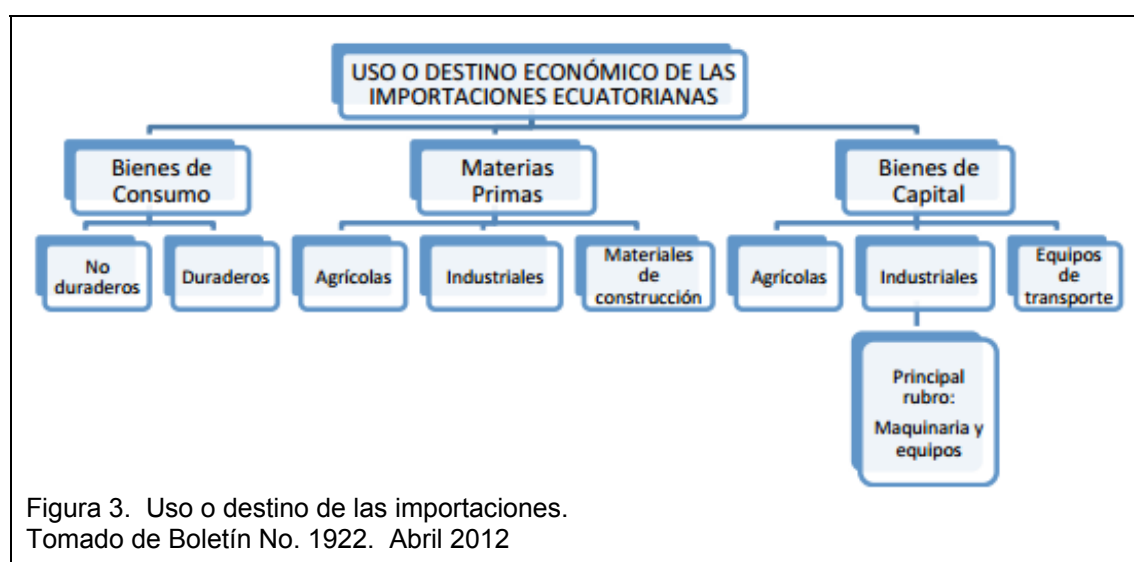 USO O DESTINO ECONÓMICO DE LAS
IMPORTACIONES ECUATORIANAS
Bienes de
Consumo
Materias
Primas
Bienes de
Capital
No
duraderos
Duraderos
Agrícolas
Industriales
Materiales
de
construcción
Agrícolas
Industriales
Equipos
de
transporte
Principal
rubro:
Maquinaria y
equipos
Figura 3. Uso o destino de las importaciones.
Tomado de Boletín No. 1922. Abril 2012